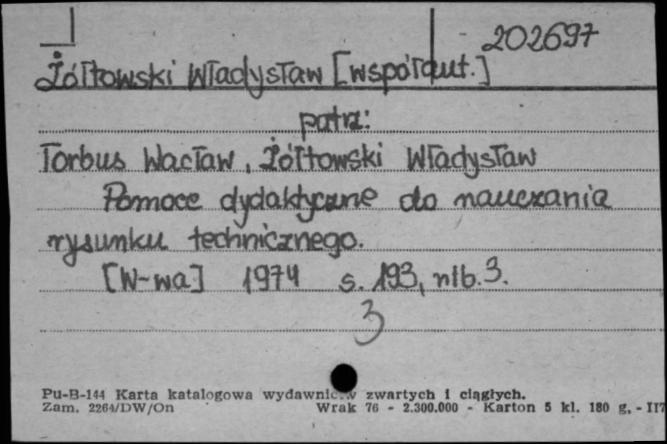 202697
Żółtowski Władysław [współaut.]
patrz:
Torbus Wacław, Żółtowski Władysław
Pomoce dydaktyczne do nauczania
rysunku technicznego.
[W-wa] 1974 s. 193, nlb. 3.
3
Pu-B-144 Karta katalogowa wydawnictw zwartych i ciągłych.
Zam. 2264/DW/On Wrak 76 - 2.300.000 - Karton 5 kl. 180 g. - 117